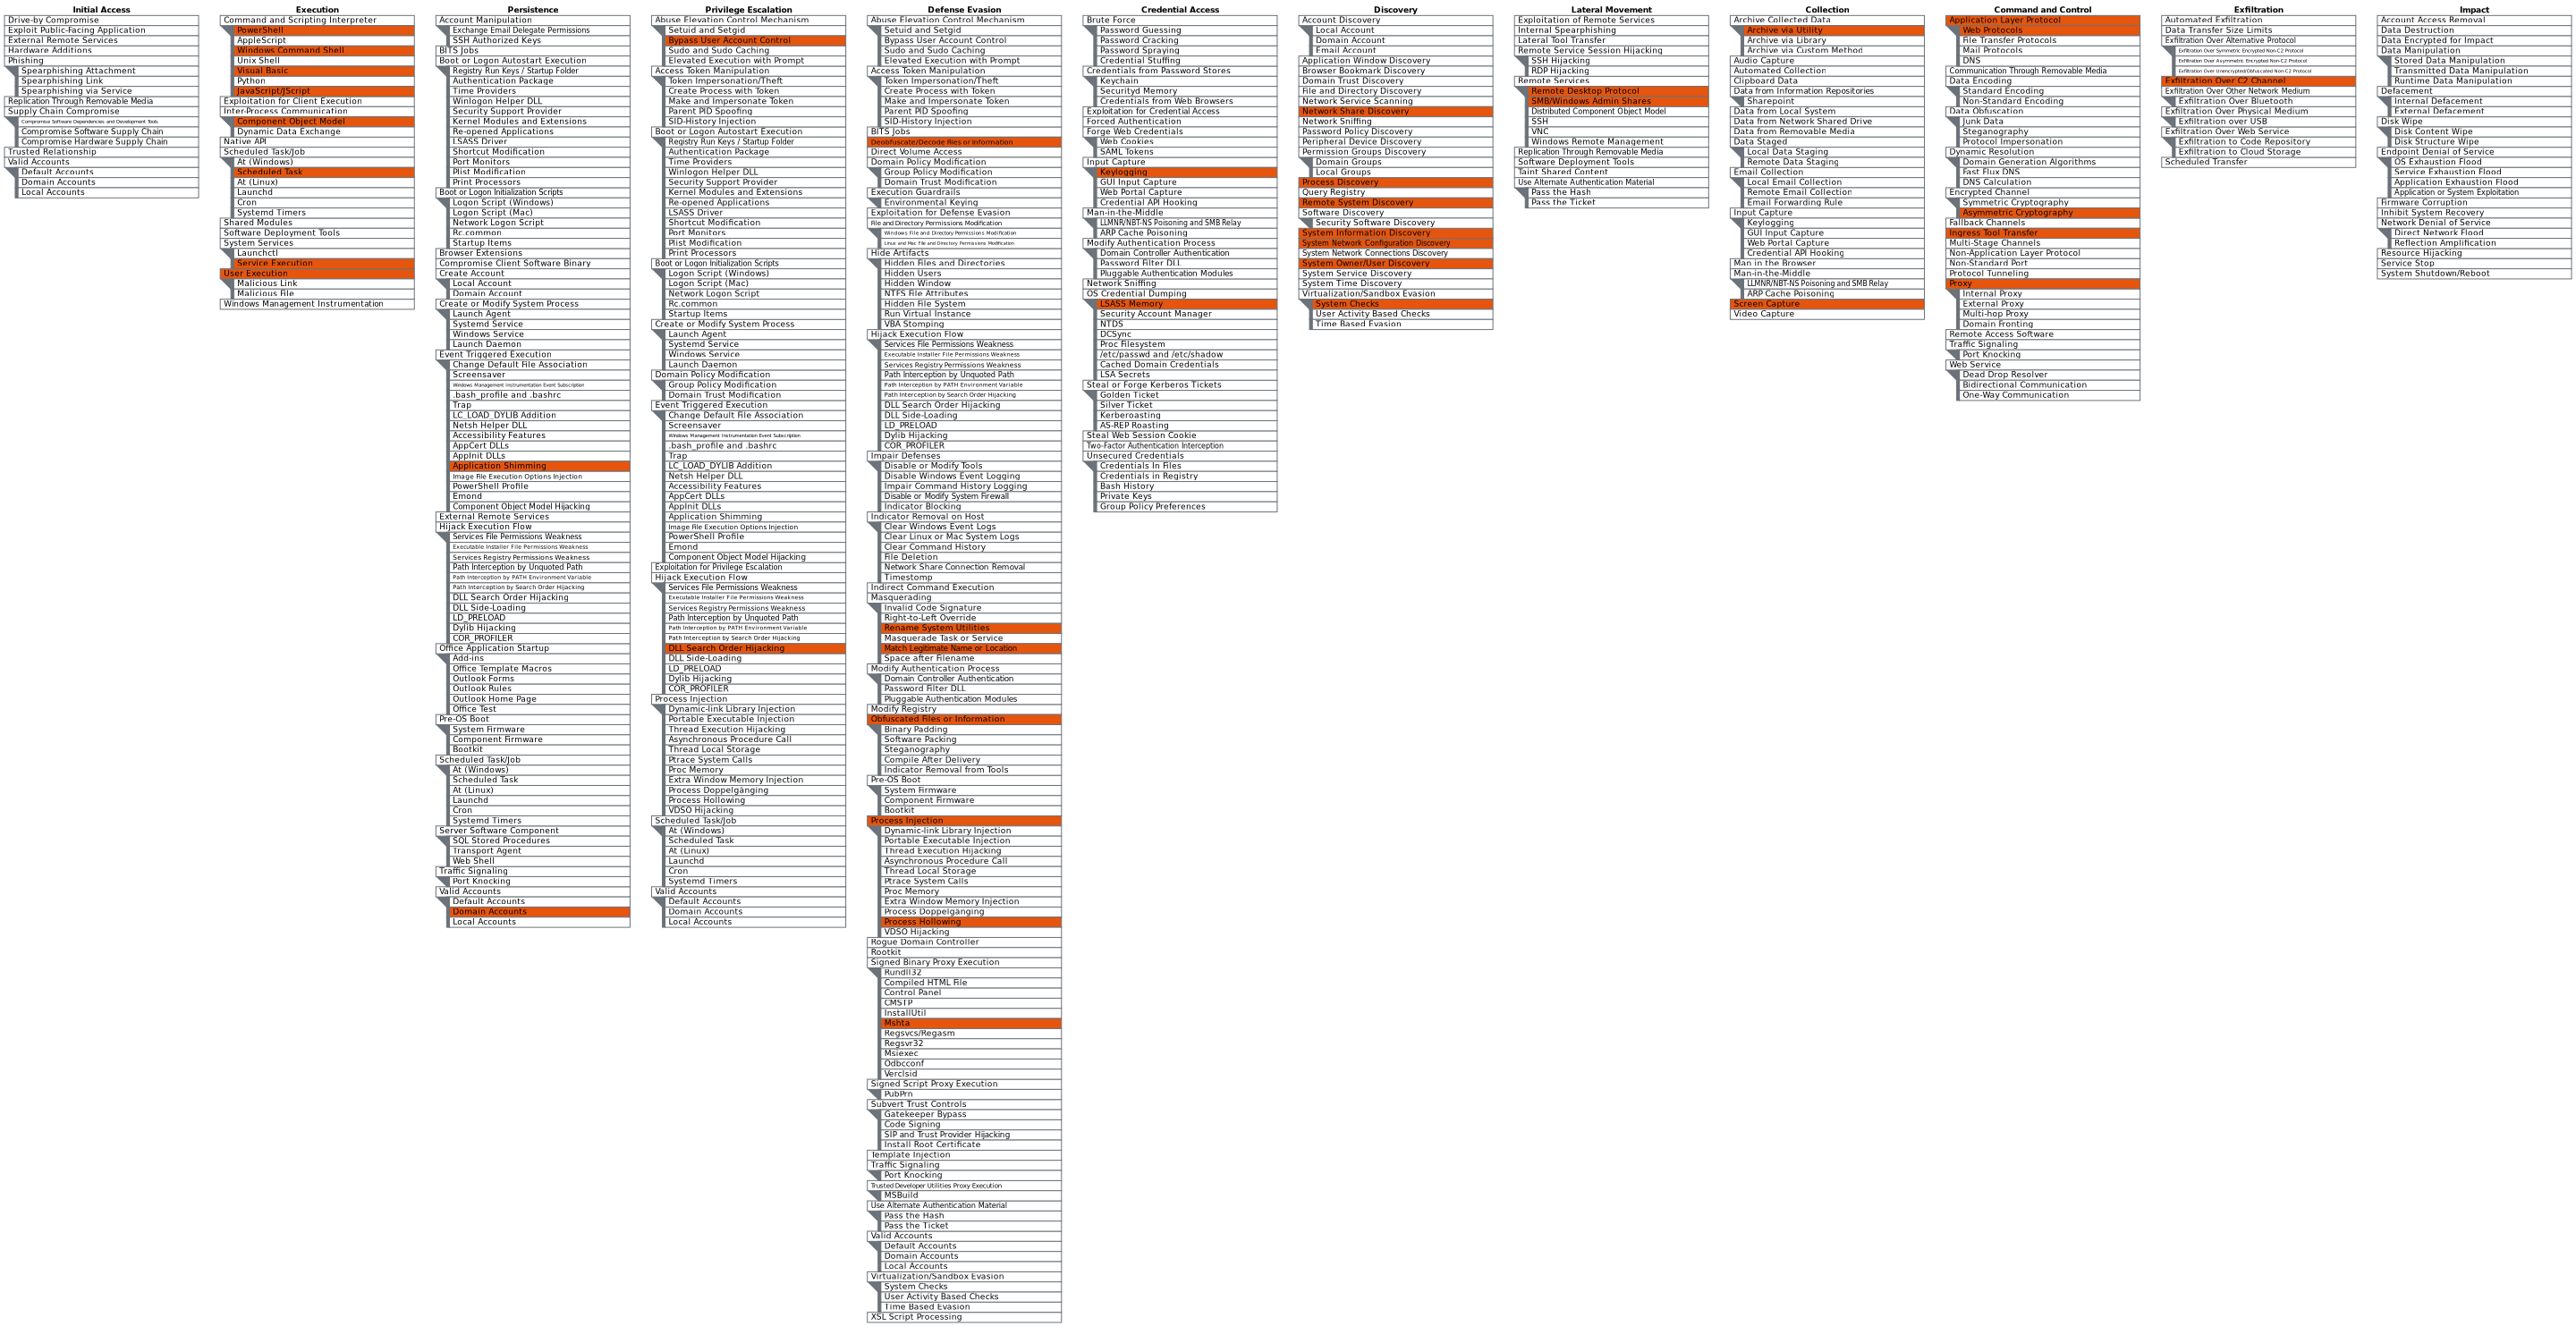 Initial Access
Drive-by Compromise
Exploit Public-Facing Application
External Remote Services
Hardware Additions
Phishing
Spearphishing Attachment
Spearphishing Link
Spearphishing via Service
Replication Through Removable Media
Supply Chain Compromise
Compromise Software Dependencies and Development Tools
Compromise Software Supply Chain
Compromise Hardware Supply Chain
Trusted Relationship
Valid Accounts
Default Accounts
Domain Accounts
Local Accounts
Execution
Command and Scripting Interpreter
PowerShell
AppleScript
Windows Command Shell
Unix Shell
Visual Basic
Python
JavaScript/JScript
Exploitation for Client Execution
Inter-Process Communication
Component Object Model
Dynamic Data Exchange
Native API
Scheduled Task/Job
At (Windows)
Scheduled Task
At (Linux)
Launchd
Cron
Systemd Timers
Shared Modules
Software Deployment Tools
System Services
Launchctl
Service Execution
User Execution
Malicious Link
Malicious File
Windows Management Instrumentation
Persistence
Account Manipulation
Exchange Email Delegate Permissions
SSH Authorized Keys
BITS Jobs
Boot or Logon Autostart Execution
Registry Run Keys / Startup Folder
Authentication Package
Time Providers
Winlogon Helper DLL
Security Support Provider
Kernel Modules and Extensions
Re-opened Applications
LSASS Driver
Shortcut Modification
Port Monitors
Plist Modification
Print Processors
Boot or Logon Initialization Scripts
Logon Script (Windows)
Logon Script (Mac)
Network Logon Script
Rc.common
Startup Items
Browser Extensions
Compromise Client Software Binary
Create Account
Local Account
Domain Account
Create or Modify System Process
Launch Agent
Systemd Service
Windows Service
Launch Daemon
Event Triggered Execution
Change Default File Association
Screensaver
Windows Management Instrumentation Event Subscription
.bash_profile and .bashrc
Trap
LC_LOAD_DYLIB Addition
Netsh Helper DLL
Accessibility Features
AppCert DLLs
AppInit DLLs
Application Shimming
Image File Execution Options Injection
PowerShell Profile
Emond
Component Object Model Hijacking
External Remote Services
Hijack Execution Flow
Services File Permissions Weakness
Executable Installer File Permissions Weakness
Services Registry Permissions Weakness
Path Interception by Unquoted Path
Path Interception by PATH Environment Variable
Path Interception by Search Order Hijacking
DLL Search Order Hijacking
DLL Side-Loading
LD_PRELOAD
Dylib Hijacking
COR_PROFILER
Office Application Startup
Add-ins
Office Template Macros
Outlook Forms
Outlook Rules
Outlook Home Page
Office Test
Pre-OS Boot
System Firmware
Component Firmware
Bootkit
Scheduled Task/Job
At (Windows)
Scheduled Task
At (Linux)
Launchd
Cron
Systemd Timers
Server Software Component
SQL Stored Procedures
Transport Agent
Web Shell
Traffic Signaling
Port Knocking
Valid Accounts
Default Accounts
Domain Accounts
Local Accounts
Privilege Escalation
Abuse Elevation Control Mechanism
Setuid and Setgid
Bypass User Account Control
Sudo and Sudo Caching
Elevated Execution with Prompt
Access Token Manipulation
Token Impersonation/Theft
Create Process with Token
Make and Impersonate Token
Parent PID Spoofing
SID-History Injection
Boot or Logon Autostart Execution
Registry Run Keys / Startup Folder
Authentication Package
Time Providers
Winlogon Helper DLL
Security Support Provider
Kernel Modules and Extensions
Re-opened Applications
LSASS Driver
Shortcut Modification
Port Monitors
Plist Modification
Print Processors
Boot or Logon Initialization Scripts
Logon Script (Windows)
Logon Script (Mac)
Network Logon Script
Rc.common
Startup Items
Create or Modify System Process
Launch Agent
Systemd Service
Windows Service
Launch Daemon
Domain Policy Modification
Group Policy Modification
Domain Trust Modification
Event Triggered Execution
Change Default File Association
Screensaver
Windows Management Instrumentation Event Subscription
.bash_profile and .bashrc
Trap
LC_LOAD_DYLIB Addition
Netsh Helper DLL
Accessibility Features
AppCert DLLs
AppInit DLLs
Application Shimming
Image File Execution Options Injection
PowerShell Profile
Emond
Component Object Model Hijacking
Exploitation for Privilege Escalation
Hijack Execution Flow
Services File Permissions Weakness
Executable Installer File Permissions Weakness
Services Registry Permissions Weakness
Path Interception by Unquoted Path
Path Interception by PATH Environment Variable
Path Interception by Search Order Hijacking
DLL Search Order Hijacking
DLL Side-Loading
LD_PRELOAD
Dylib Hijacking
COR_PROFILER
Process Injection
Dynamic-link Library Injection
Portable Executable Injection
Thread Execution Hijacking
Asynchronous Procedure Call
Thread Local Storage
Ptrace System Calls
Proc Memory
Extra Window Memory Injection
Process Doppelgänging
Process Hollowing
VDSO Hijacking
Scheduled Task/Job
At (Windows)
Scheduled Task
At (Linux)
Launchd
Cron
Systemd Timers
Valid Accounts
Default Accounts
Domain Accounts
Local Accounts
Defense Evasion
Abuse Elevation Control Mechanism
Setuid and Setgid
Bypass User Account Control
Sudo and Sudo Caching
Elevated Execution with Prompt
Access Token Manipulation
Token Impersonation/Theft
Create Process with Token
Make and Impersonate Token
Parent PID Spoofing
SID-History Injection
BITS Jobs
Deobfuscate/Decode Files or Information
Direct Volume Access
Domain Policy Modification
Group Policy Modification
Domain Trust Modification
Execution Guardrails
Environmental Keying
Exploitation for Defense Evasion
File and Directory Permissions Modification
Windows File and Directory Permissions Modification
Linux and Mac File and Directory Permissions Modification
Hide Artifacts
Hidden Files and Directories
Hidden Users
Hidden Window
NTFS File Attributes
Hidden File System
Run Virtual Instance
VBA Stomping
Hijack Execution Flow
Services File Permissions Weakness
Executable Installer File Permissions Weakness
Services Registry Permissions Weakness
Path Interception by Unquoted Path
Path Interception by PATH Environment Variable
Path Interception by Search Order Hijacking
DLL Search Order Hijacking
DLL Side-Loading
LD_PRELOAD
Dylib Hijacking
COR_PROFILER
Impair Defenses
Disable or Modify Tools
Disable Windows Event Logging
Impair Command History Logging
Disable or Modify System Firewall
Indicator Blocking
Indicator Removal on Host
Clear Windows Event Logs
Clear Linux or Mac System Logs
Clear Command History
File Deletion
Network Share Connection Removal
Timestomp
Indirect Command Execution
Masquerading
Invalid Code Signature
Right-to-Left Override
Rename System Utilities
Masquerade Task or Service
Match Legitimate Name or Location
Space after Filename
Modify Authentication Process
Domain Controller Authentication
Password Filter DLL
Pluggable Authentication Modules
Modify Registry
Obfuscated Files or Information
Binary Padding
Software Packing
Steganography
Compile After Delivery
Indicator Removal from Tools
Pre-OS Boot
System Firmware
Component Firmware
Bootkit
Process Injection
Dynamic-link Library Injection
Portable Executable Injection
Thread Execution Hijacking
Asynchronous Procedure Call
Thread Local Storage
Ptrace System Calls
Proc Memory
Extra Window Memory Injection
Process Doppelgänging
Process Hollowing
VDSO Hijacking
Rogue Domain Controller
Rootkit
Signed Binary Proxy Execution
Rundll32
Compiled HTML File
Control Panel
CMSTP
InstallUtil
Mshta
Regsvcs/Regasm
Regsvr32
Msiexec
Odbcconf
Verclsid
Signed Script Proxy Execution
PubPrn
Subvert Trust Controls
Gatekeeper Bypass
Code Signing
SIP and Trust Provider Hijacking
Install Root Certificate
Template Injection
Traffic Signaling
Port Knocking
Trusted Developer Utilities Proxy Execution
MSBuild
Use Alternate Authentication Material
Pass the Hash
Pass the Ticket
Valid Accounts
Default Accounts
Domain Accounts
Local Accounts
Virtualization/Sandbox Evasion
System Checks
User Activity Based Checks
Time Based Evasion
XSL Script Processing
Credential Access
Brute Force
Password Guessing
Password Cracking
Password Spraying
Credential Stuffing
Credentials from Password Stores
Keychain
Securityd Memory
Credentials from Web Browsers
Exploitation for Credential Access
Forced Authentication
Forge Web Credentials
Web Cookies
SAML Tokens
Input Capture
Keylogging
GUI Input Capture
Web Portal Capture
Credential API Hooking
Man-in-the-Middle
LLMNR/NBT-NS Poisoning and SMB Relay
ARP Cache Poisoning
Modify Authentication Process
Domain Controller Authentication
Password Filter DLL
Pluggable Authentication Modules
Network Sniffing
OS Credential Dumping
LSASS Memory
Security Account Manager
NTDS
DCSync
Proc Filesystem
/etc/passwd and /etc/shadow
Cached Domain Credentials
LSA Secrets
Steal or Forge Kerberos Tickets
Golden Ticket
Silver Ticket
Kerberoasting
AS-REP Roasting
Steal Web Session Cookie
Two-Factor Authentication Interception
Unsecured Credentials
Credentials In Files
Credentials in Registry
Bash History
Private Keys
Group Policy Preferences
Discovery
Account Discovery
Local Account
Domain Account
Email Account
Application Window Discovery
Browser Bookmark Discovery
Domain Trust Discovery
File and Directory Discovery
Network Service Scanning
Network Share Discovery
Network Sniffing
Password Policy Discovery
Peripheral Device Discovery
Permission Groups Discovery
Domain Groups
Local Groups
Process Discovery
Query Registry
Remote System Discovery
Software Discovery
Security Software Discovery
System Information Discovery
System Network Configuration Discovery
System Network Connections Discovery
System Owner/User Discovery
System Service Discovery
System Time Discovery
Virtualization/Sandbox Evasion
System Checks
User Activity Based Checks
Time Based Evasion
Lateral Movement
Exploitation of Remote Services
Internal Spearphishing
Lateral Tool Transfer
Remote Service Session Hijacking
SSH Hijacking
RDP Hijacking
Remote Services
Remote Desktop Protocol
SMB/Windows Admin Shares
Distributed Component Object Model
SSH
VNC
Windows Remote Management
Replication Through Removable Media
Software Deployment Tools
Taint Shared Content
Use Alternate Authentication Material
Pass the Hash
Pass the Ticket
Collection
Archive Collected Data
Archive via Utility
Archive via Library
Archive via Custom Method
Audio Capture
Automated Collection
Clipboard Data
Data from Information Repositories
Sharepoint
Data from Local System
Data from Network Shared Drive
Data from Removable Media
Data Staged
Local Data Staging
Remote Data Staging
Email Collection
Local Email Collection
Remote Email Collection
Email Forwarding Rule
Input Capture
Keylogging
GUI Input Capture
Web Portal Capture
Credential API Hooking
Man in the Browser
Man-in-the-Middle
LLMNR/NBT-NS Poisoning and SMB Relay
ARP Cache Poisoning
Screen Capture
Video Capture
Command and Control
Application Layer Protocol
Web Protocols
File Transfer Protocols
Mail Protocols
DNS
Communication Through Removable Media
Data Encoding
Standard Encoding
Non-Standard Encoding
Data Obfuscation
Junk Data
Steganography
Protocol Impersonation
Dynamic Resolution
Domain Generation Algorithms
Fast Flux DNS
DNS Calculation
Encrypted Channel
Symmetric Cryptography
Asymmetric Cryptography
Fallback Channels
Ingress Tool Transfer
Multi-Stage Channels
Non-Application Layer Protocol
Non-Standard Port
Protocol Tunneling
Proxy
Internal Proxy
External Proxy
Multi-hop Proxy
Domain Fronting
Remote Access Software
Traffic Signaling
Port Knocking
Web Service
Dead Drop Resolver
Bidirectional Communication
One-Way Communication
Exfiltration
Automated Exfiltration
Data Transfer Size Limits
Exfiltration Over Alternative Protocol
Exfiltration Over Symmetric Encrypted Non-C2 Protocol
Exfiltration Over Asymmetric Encrypted Non-C2 Protocol
Exfiltration Over Unencrypted/Obfuscated Non-C2 Protocol
Exfiltration Over C2 Channel
Exfiltration Over Other Network Medium
Exfiltration Over Bluetooth
Exfiltration Over Physical Medium
Exfiltration over USB
Exfiltration Over Web Service
Exfiltration to Code Repository
Exfiltration to Cloud Storage
Scheduled Transfer
Impact
Account Access Removal
Data Destruction
Data Encrypted for Impact
Data Manipulation
Stored Data Manipulation
Transmitted Data Manipulation
Runtime Data Manipulation
Defacement
Internal Defacement
External Defacement
Disk Wipe
Disk Content Wipe
Disk Structure Wipe
Endpoint Denial of Service
OS Exhaustion Flood
Service Exhaustion Flood
Application Exhaustion Flood
Application or System Exploitation
Firmware Corruption
Inhibit System Recovery
Network Denial of Service
Direct Network Flood
Reflection Amplification
Resource Hijacking
Service Stop
System Shutdown/Reboot